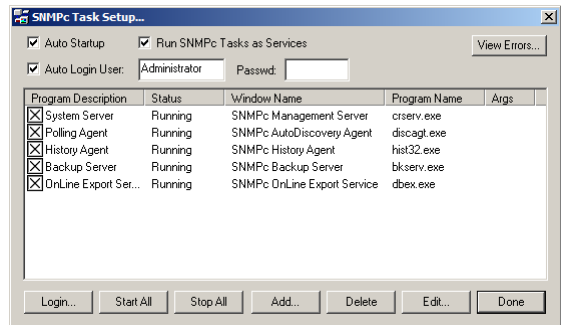 SNMPc Task Setup...
Auto Startup Run SNMPc Tasks as Services View Errors...
Auto Login User: Administrator Passwd:
Program Description Status Window Name Program Name Args
System Server Running SNMPc Management Server crserv.exe
Polling Agent Running SNMPc AutoDiscovery Agent discagt.exe
History Agent Running SNMPc History Agent hist32.exe
Backup Server Running SNMPc Backup Server bkserv.exe
OnLine Export Ser... Running SNMPc OnLine Export Service dbex.exe
Login... Start All Stop All Add... Delete Edit... Done